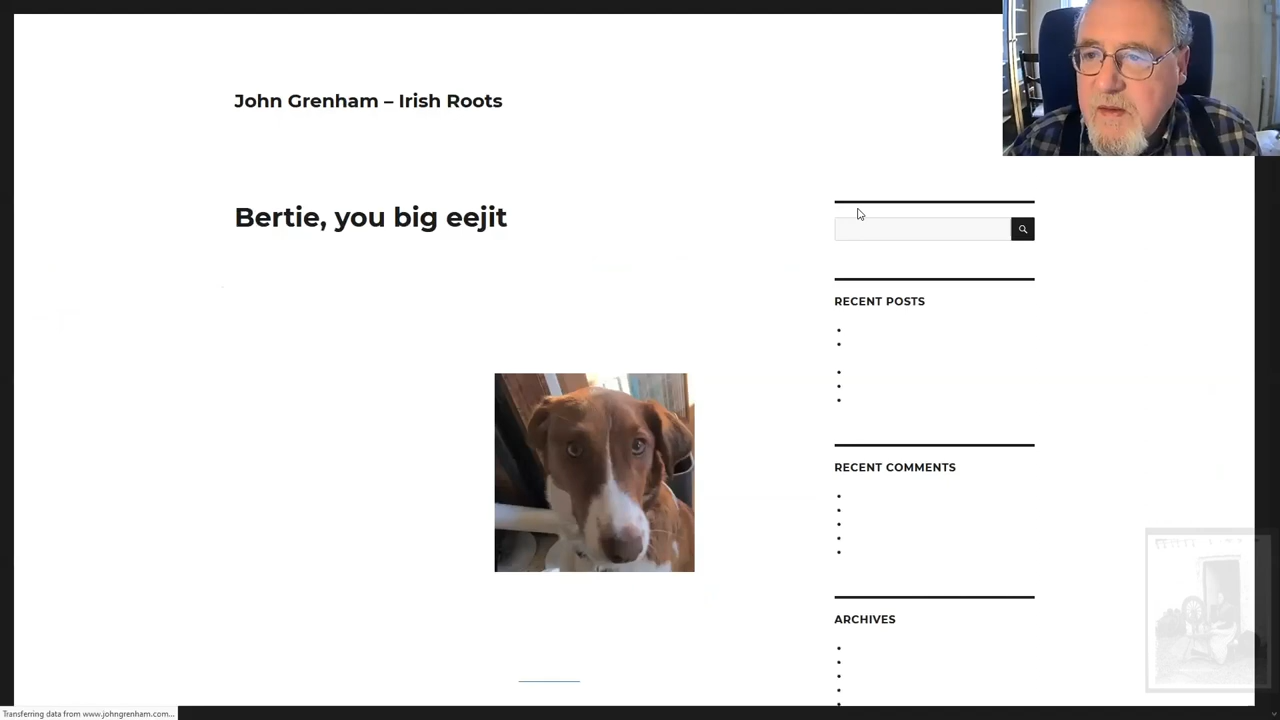 John Grenham – Irish Roots
Bertie, you big eejit
RECENT POSTS
RECENT COMMENTS
ARCHIVES
Transferring data from www.johngrenham.com...